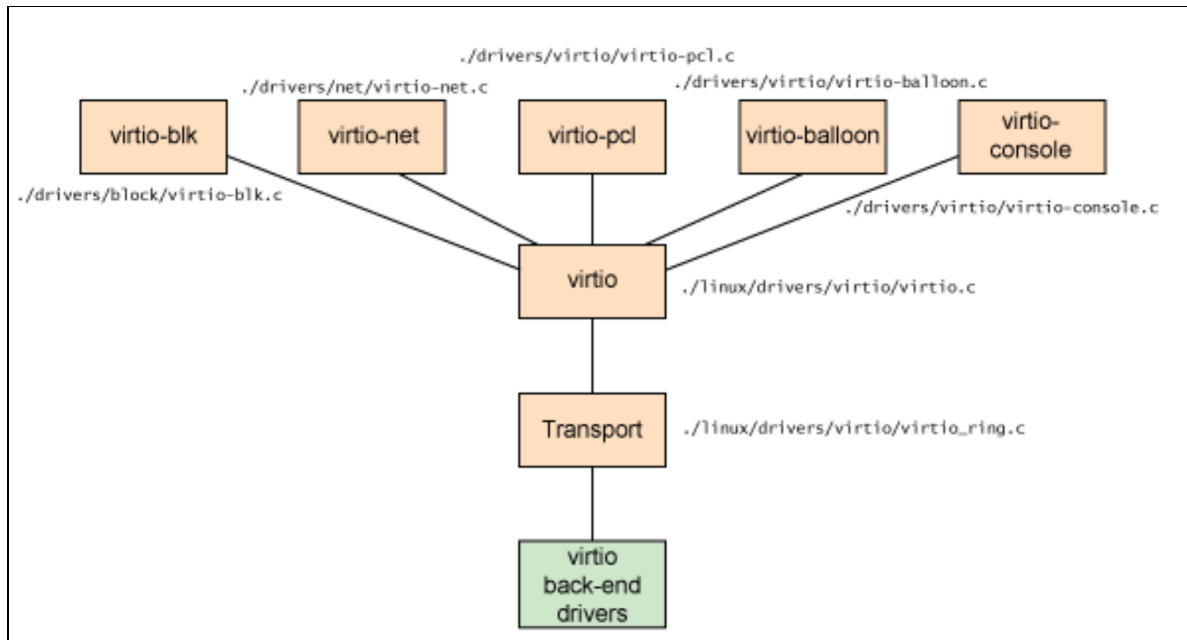 ./drivers/virtio/virtio-pcl.c
./drivers/net/virtio-net.c
./drivers/virtio/virtio-balloon.c
virtio-blk
virtio-net
virtio-pcl
virtio-balloon
virtio-
console
./drivers/block/virtio-blk.c
./drivers/virtio/virtio-console.c
virtio
./linux/drivers/virtio/virtio.c
Transport
./linux/drivers/virtio/virtio_ring.c
virtio
back-end
drivers